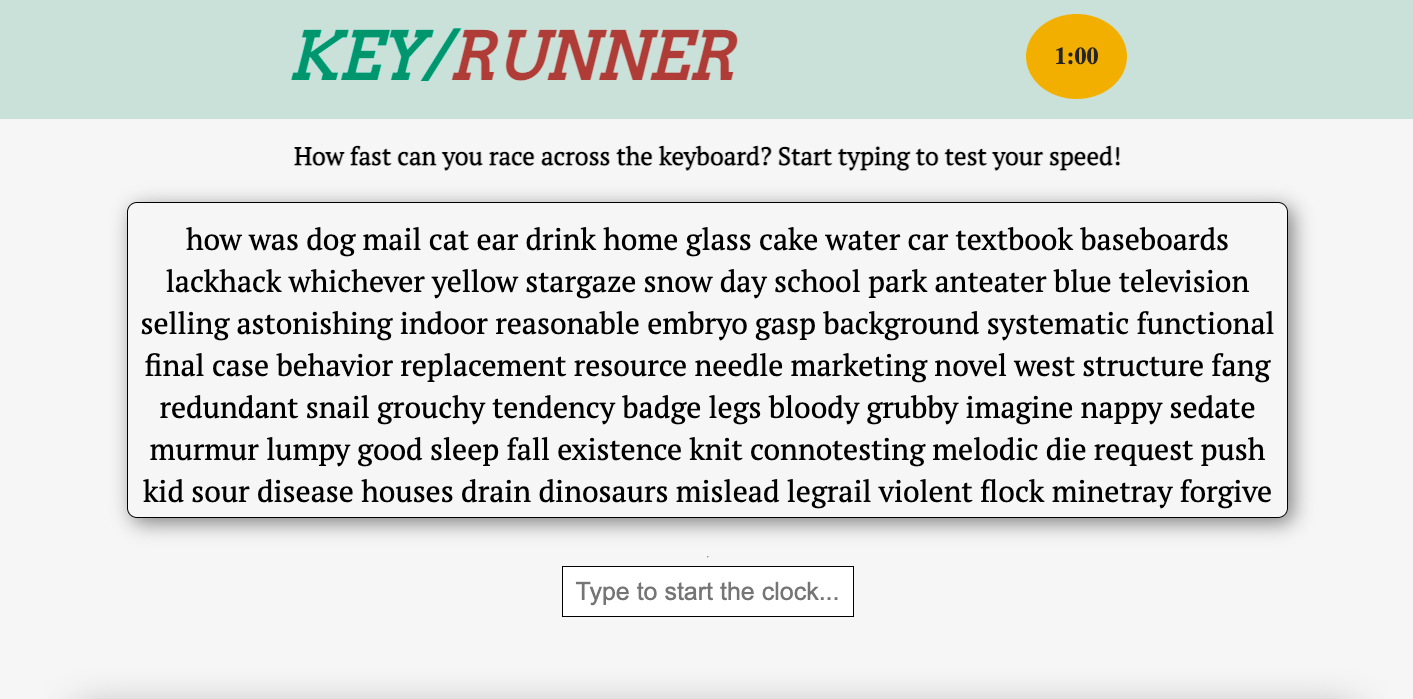 KEY/RUNNER
1:00
How fast can you race across the keyboard? Start typing to test your speed!
how was dog mail cat ear drink home glass cake water car textbook baseboards
lackhack whichever yellow stargaze snow day school park anteater blue television
selling astonishing indoor reasonable embryo gasp background systematic functional
final case behavior replacement resource needle marketing novel west structure fang
redundant snail grouchy tendency badge legs bloody grubby imagine nappy sedate
murmur lumpy good sleep fall existence knit connotesting melodic die request push
kid sour disease houses drain dinosaurs mislead legrail violent flock minetray forgive
Type to start the clock...